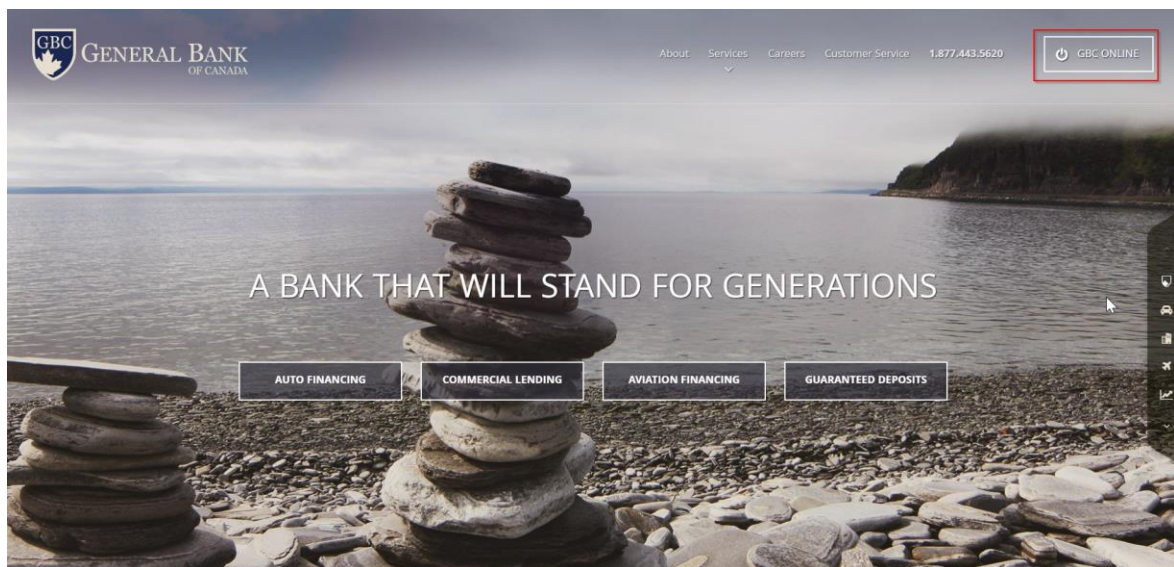 GBC
GENERAL BANK
OF CANADA
About Services Careers Customer Service 1.877.443.5620 GBC ONLINE
A BANK THAT WILL STAND FOR GENERATIONS
AUTO FINANCING COMMERCIAL LENDING AVIATION FINANCING GUARANTEED DEPOSITS